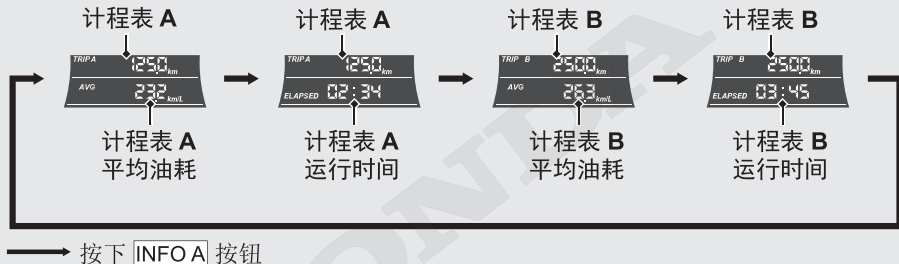 计程表 A 计程表 A 计程表 B 计程表 B
TRIP A 125.0 km TRIP A 125.0 km TRIP B 250.0 km TRIP B 250.0 km
AVG 23.2 km/L ELAPSED 02:34 AVG 26.3 km/L ELAPSED 03:45
计程表 A 计程表 A 计程表 B 计程表 B
平均油耗 运行时间 平均油耗 运行时间
按下 INFO A 按钮